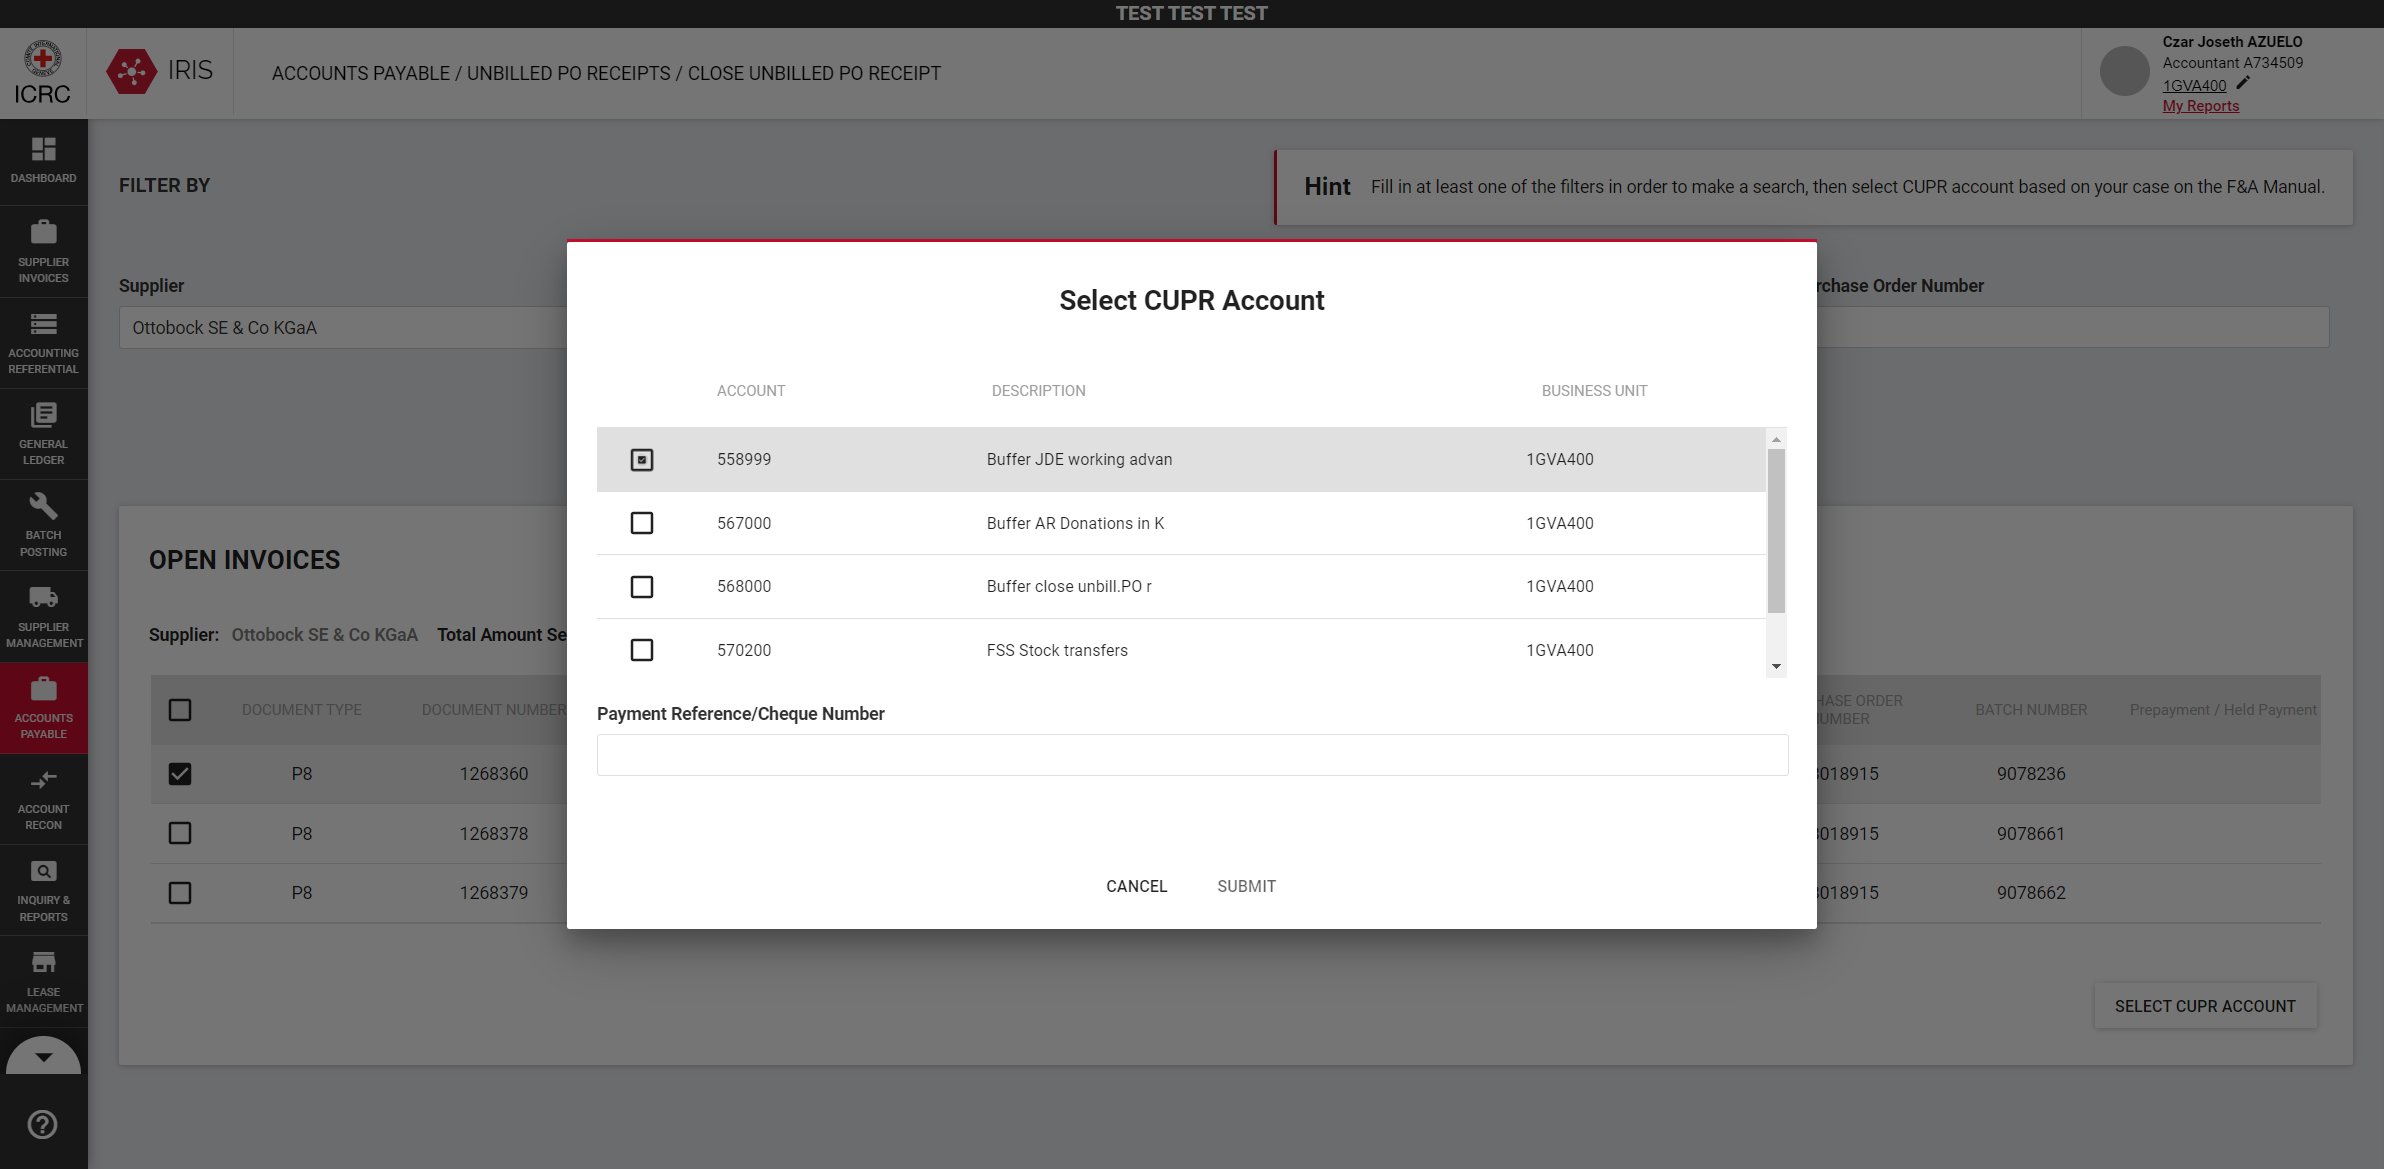 TEST TEST TEST
ICRC
IRIS
ACCOUNTS PAYABLE / UNBILLED PO RECEIPTS / CLOSE UNBILLED PO RECEIPT
Czar Joseth AZUELO
Accountant A734509
1GVA400
My Reports
DASHBOARD
SUPPLIER INVOICES
ACCOUNTING REFERENTIAL
GENERAL LEDGER
BATCH POSTING
SUPPLIER MANAGEMENT
ACCOUNTS PAYABLE
ACCOUNT RECON
INQUIRY & REPORTS
LEASE MANAGEMENT
FILTER BY
Hint Fill in at least one of the filters in order to make a search, then select CUPR account based on your case on the F&A Manual.
Supplier
rchase Order Number
Ottobock SE & Co KGaA
Select CUPR Account
ACCOUNT DESCRIPTION BUSINESS UNIT
558999 Buffer JDE working advan 1GVA400
567000 Buffer AR Donations in K 1GVA400
568000 Buffer close unbill.PO r 1GVA400
570200 FSS Stock transfers 1GVA400
Payment Reference/Cheque Number
CANCEL SUBMIT
OPEN INVOICES
Supplier: Ottobock SE & Co KGaA Total Amount Se
DOCUMENT TYPE DOCUMENT NUMBER HASE ORDER UMBER BATCH NUMBER Prepayment / Held Payment
P8 1268360 018915 9078236
P8 1268378 018915 9078661
P8 1268379 018915 9078662
SELECT CUPR ACCOUNT